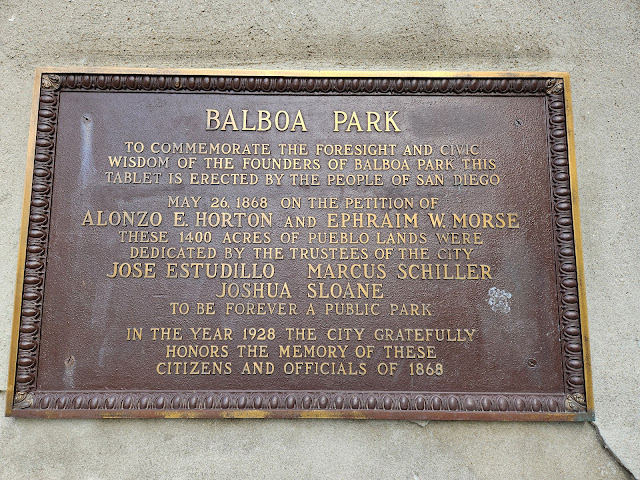 BALBOA PARK
TO COMMEMORATE THE FORESIGHT AND CIVIC
WISDOM OF THE FOUNDERS OF BALBOA PARK THIS
TABLET IS ERECTED BY THE PEOPLE OF SAN DIEGO
MAY 26, 1868 ON THE PETITION OF
ALONZO E. HORTON AND EPHRAIM W. MORSE
THESE 1400 ACRES OF PUEBLO LANDS WERE
DEDICATED BY THE TRUSTEES OF THE CITY
JOSE ESTUDILLO MARCUS SCHILLER
JOSHUA SLOANE
TO BE FOREVER A PUBLIC PARK
IN THE YEAR 1928 THE CITY GRATEFULLY
HONORS THE MEMORY OF THESE
CITIZENS AND OFFICIALS OF 1868